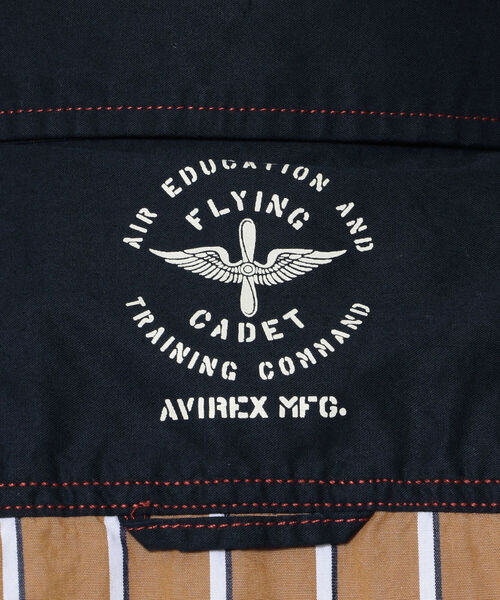 AIR EDUCATION AND
FLYING
CADET
TRAINING COMMAND
AVIREX MFG.